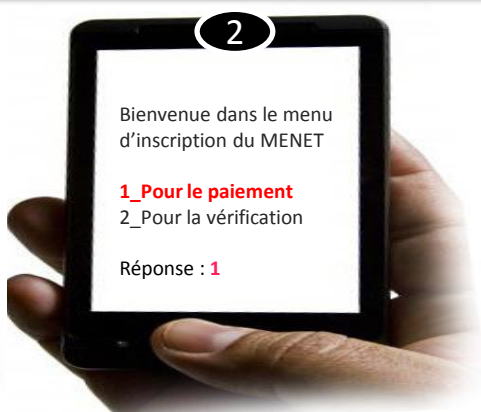 2
Bienvenue dans le menu
d'inscription du MENET
1_Pour le paiement
2_Pour la vérification
Réponse : 1